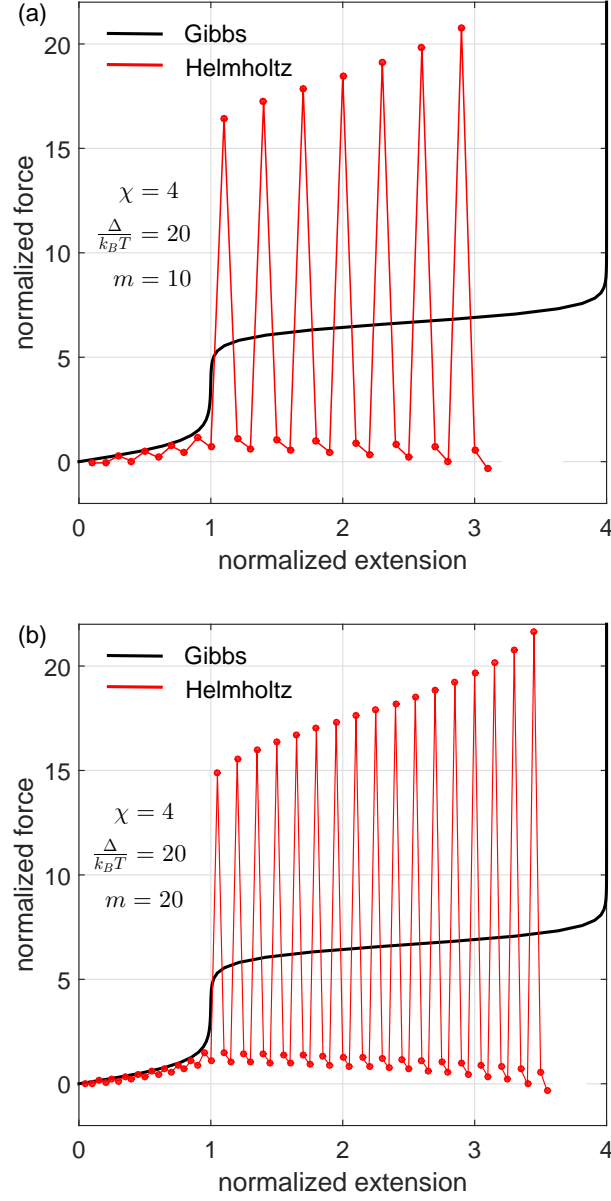 (a)
Gibbs
Helmholtz
χ = 4
Δ/k_BT = 20
m = 10
normalized force
20
15
10
5
0
0 1 2 3 4
normalized extension
(b)
Gibbs
Helmholtz
χ = 4
Δ/k_BT = 20
m = 20
normalized force
20
15
10
5
0
0 1 2 3 4
normalized extension